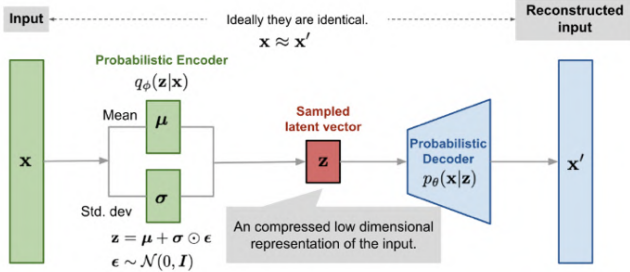 Input
Ideally they are identical.
x ≈ x′
Reconstructed
input
Probabilistic Encoder
qϕ(z|x)
Mean
μ
Sampled
latent vector
x
z
Probabilistic
Decoder
pθ(x|z)
x′
σ
Std. dev
z = μ + σ ⊙ ϵ
ϵ ∼ 𝒩(0, I)
An compressed low dimensional
representation of the input.